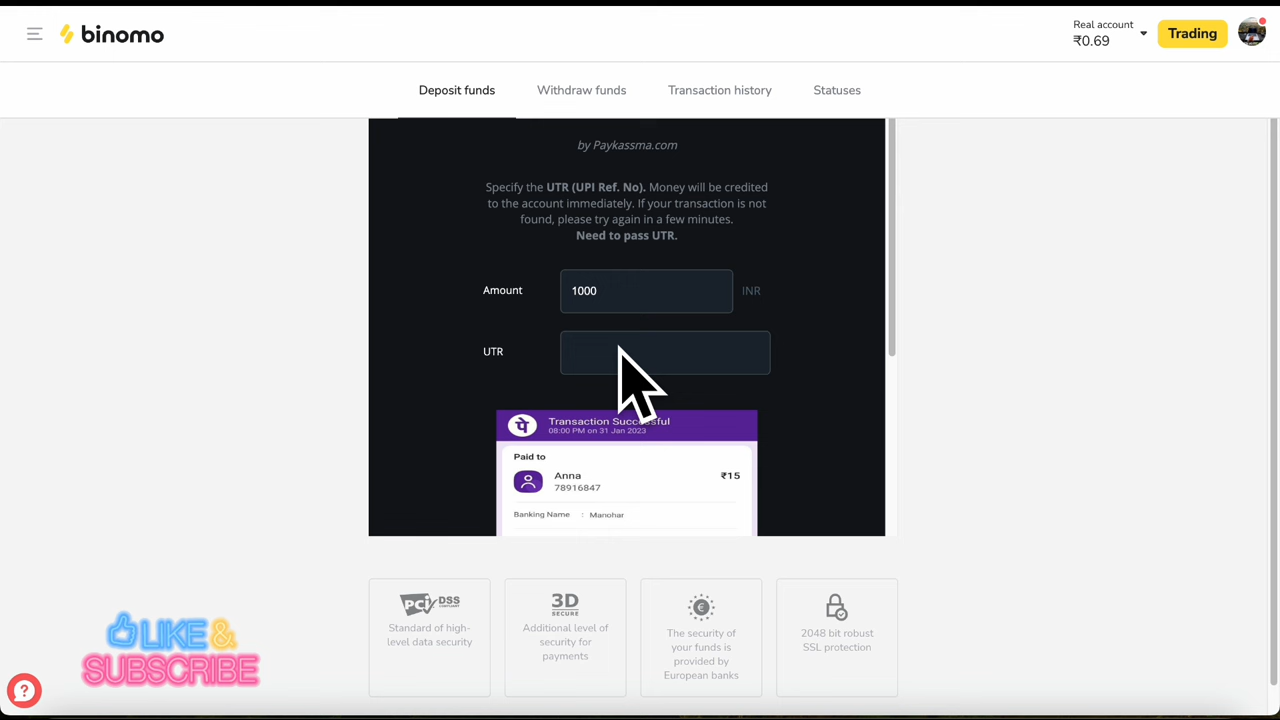 binomo
Real account
₹0.69
Trading
Deposit funds
Withdraw funds
Transaction history
Statuses
by Paykassma.com
Specify the UTR (UPI Ref. No). Money will be credited
to the account immediately. If your transaction is not
found, please try again in a few minutes.
Need to pass UTR.
Amount
1000
INR
UTR
पे
Transaction Successful
08:00 PM on 31 Jan 2023
Paid to
Anna
₹15
78916847
Banking Name : Manohar
PCI DSS
COMPLIANT
Standard of high-
level data security
3D
SECURE
Additional level of
security for
payments
€
The security of
your funds is
provided by
European banks
2048 bit robust
SSL protection
LIKE &
SUBSCRIBE
?